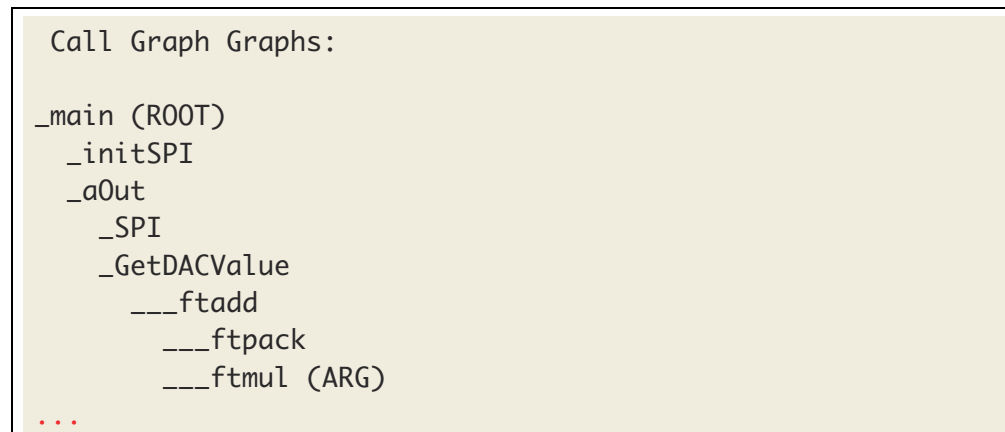 Call Graph Graphs:
_main (ROOT)
_initSPI
_aOut
_SPI
_GetDACValue
___ftadd
___ftpack
___ftmul (ARG)
...